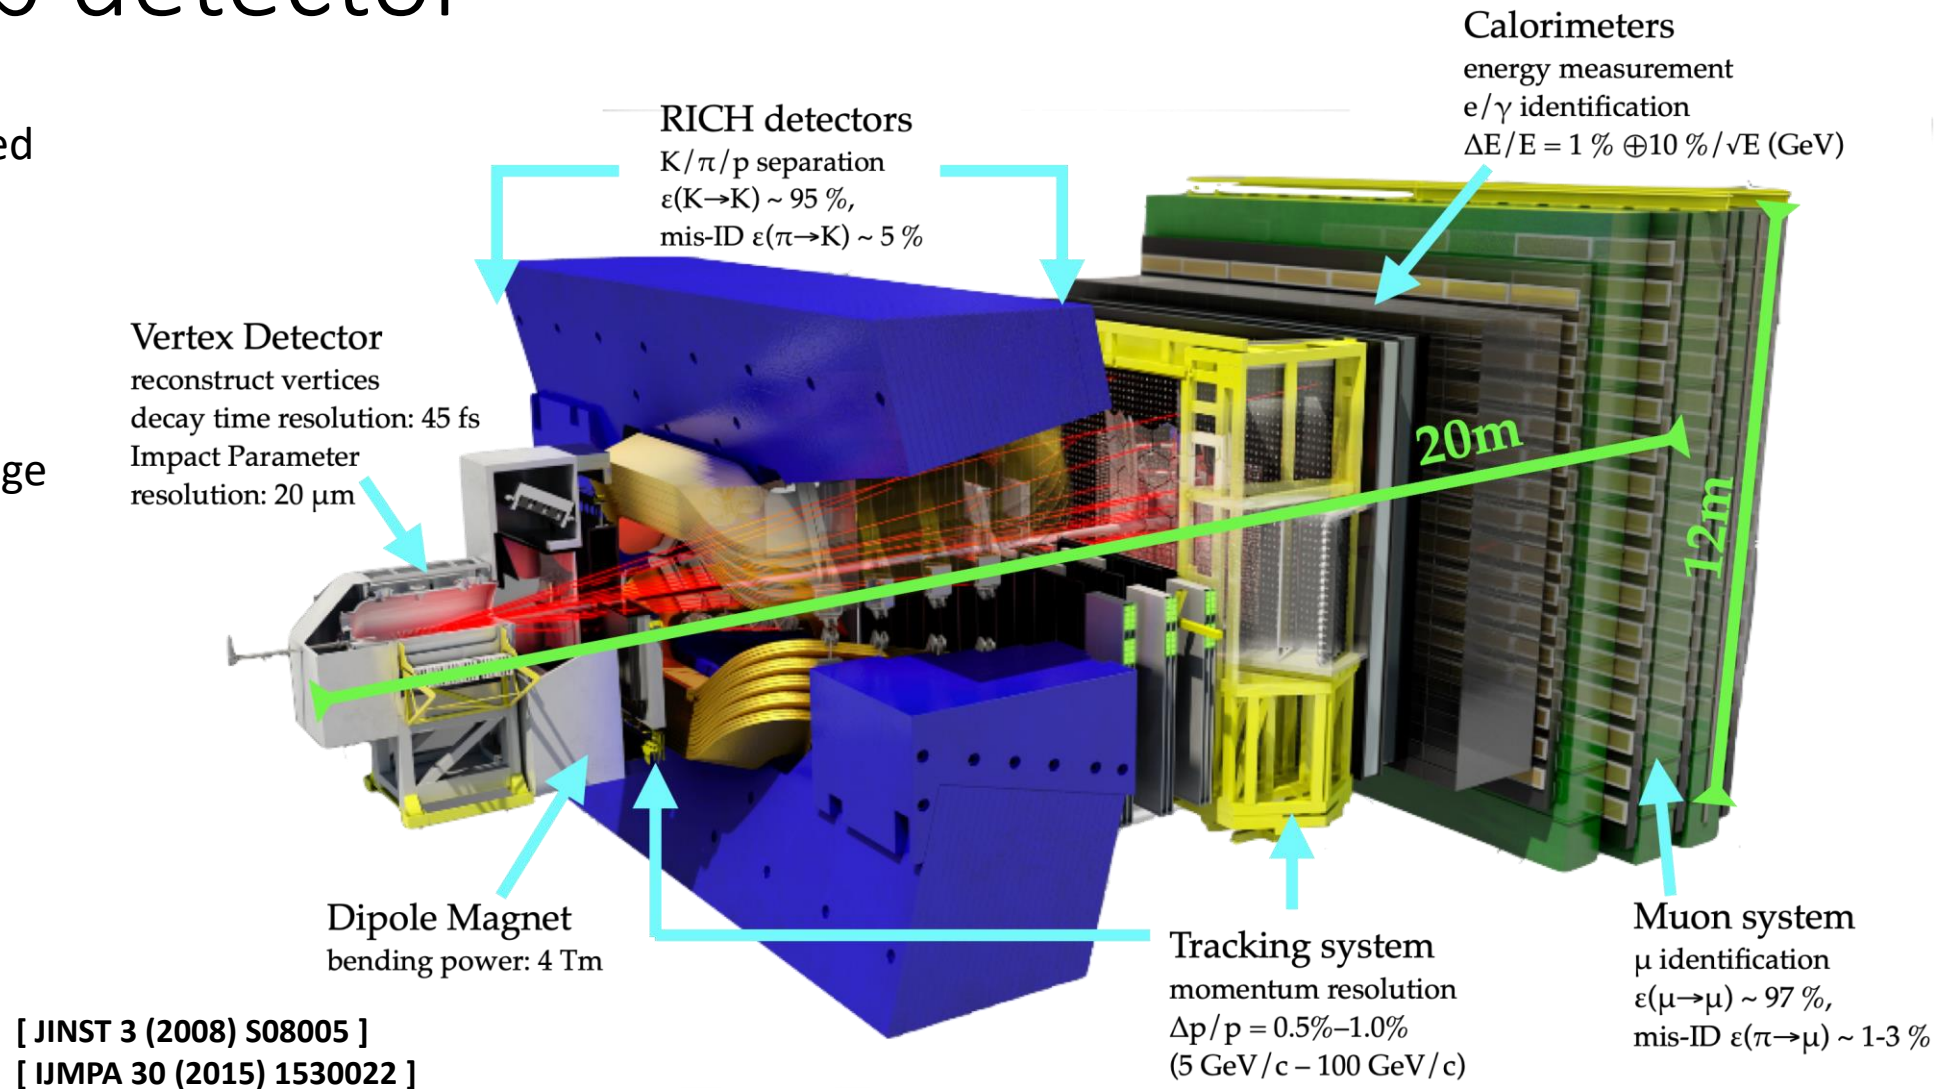 b detector
ed
ge
RICH detectors
K/π/p separation
ε(K→K) ~ 95 %,
mis-ID ε(π→K) ~ 5 %
Calorimeters
energy measurement
e/γ identification
ΔE/E = 1 % ⊕10 %/√E (GeV)
Vertex Detector
reconstruct vertices
decay time resolution: 45 fs
Impact Parameter
resolution: 20 μm
20m
12m
Dipole Magnet
bending power: 4 Tm
Tracking system
momentum resolution
Δp/p = 0.5%–1.0%
(5 GeV/c – 100 GeV/c)
Muon system
μ identification
ε(μ→μ) ~ 97 %,
mis-ID ε(π→μ) ~ 1-3 %
[ JINST 3 (2008) S08005 ]
[ IJMPA 30 (2015) 1530022 ]